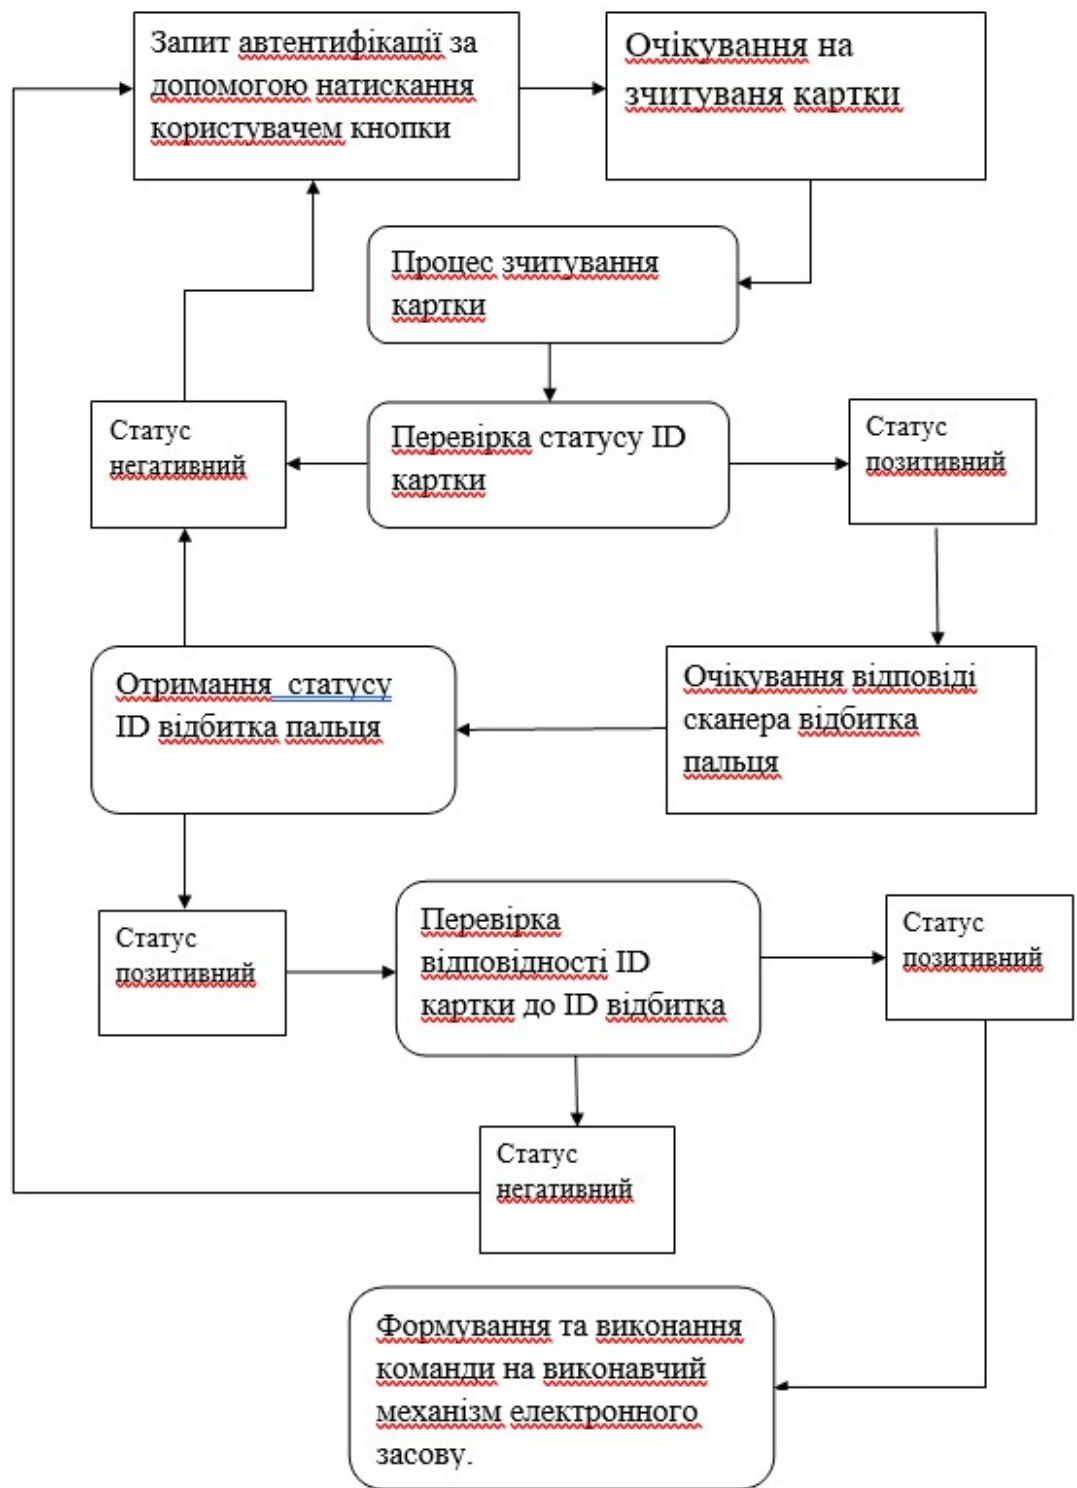 Запит автентифікації за
допомогою натискання
користувачем кнопки
Очікування на
зчитуваня картки
Процес зчитування
картки
Статус
негативний
Перевірка статусу ID
картки
Статус
позитивний
Отримання статусу
ID відбитка пальця
Очікування відповіді
сканера відбитка
пальця
Статус
позитивний
Перевірка
відповідності ID
картки до ID відбитка
Статус
позитивний
Статус
негативний
Формування та виконання
команди на виконавчий
механізм електронного
засову.